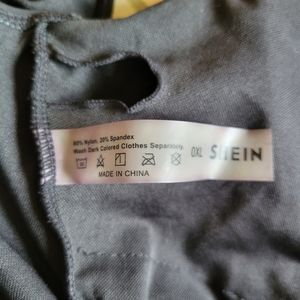 80% Nylon, 20% Spandex
Wash Dark Colored Clothes Separately.
0XL SHEIN
MADE IN CHINA